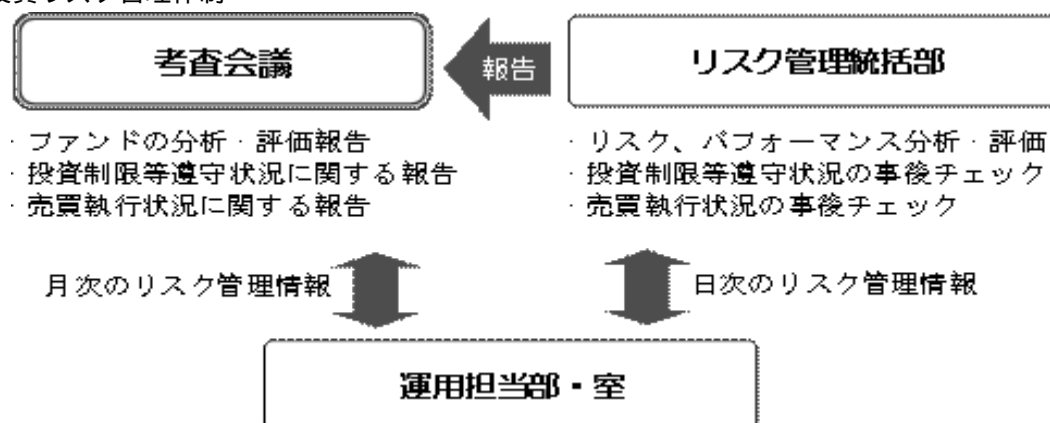 投資リスク管理体制
考査会議
報告
リスク管理統括部
・ファンドの分析・評価報告
・投資制限等遵守状況に関する報告
・売買執行状況に関する報告
・リスク、パフォーマンス分析・評価
・投資制限等遵守状況の事後チェック
・売買執行状況の事後チェック
月次のリスク管理情報
日次のリスク管理情報
運用担当部・室